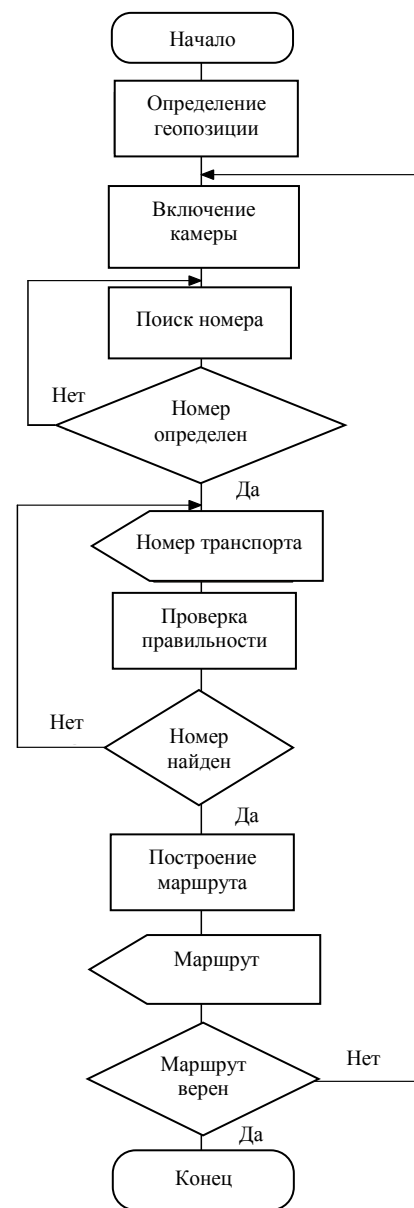 Начало
Определение
геопозиции
Включение
камеры
Поиск номера
Нет
Номер
определен
Да
Номер транспорта
Проверка
правильности
Нет
Номер
найден
Да
Построение
маршрута
Маршрут
Маршрут
верен
Нет
Да
Конец